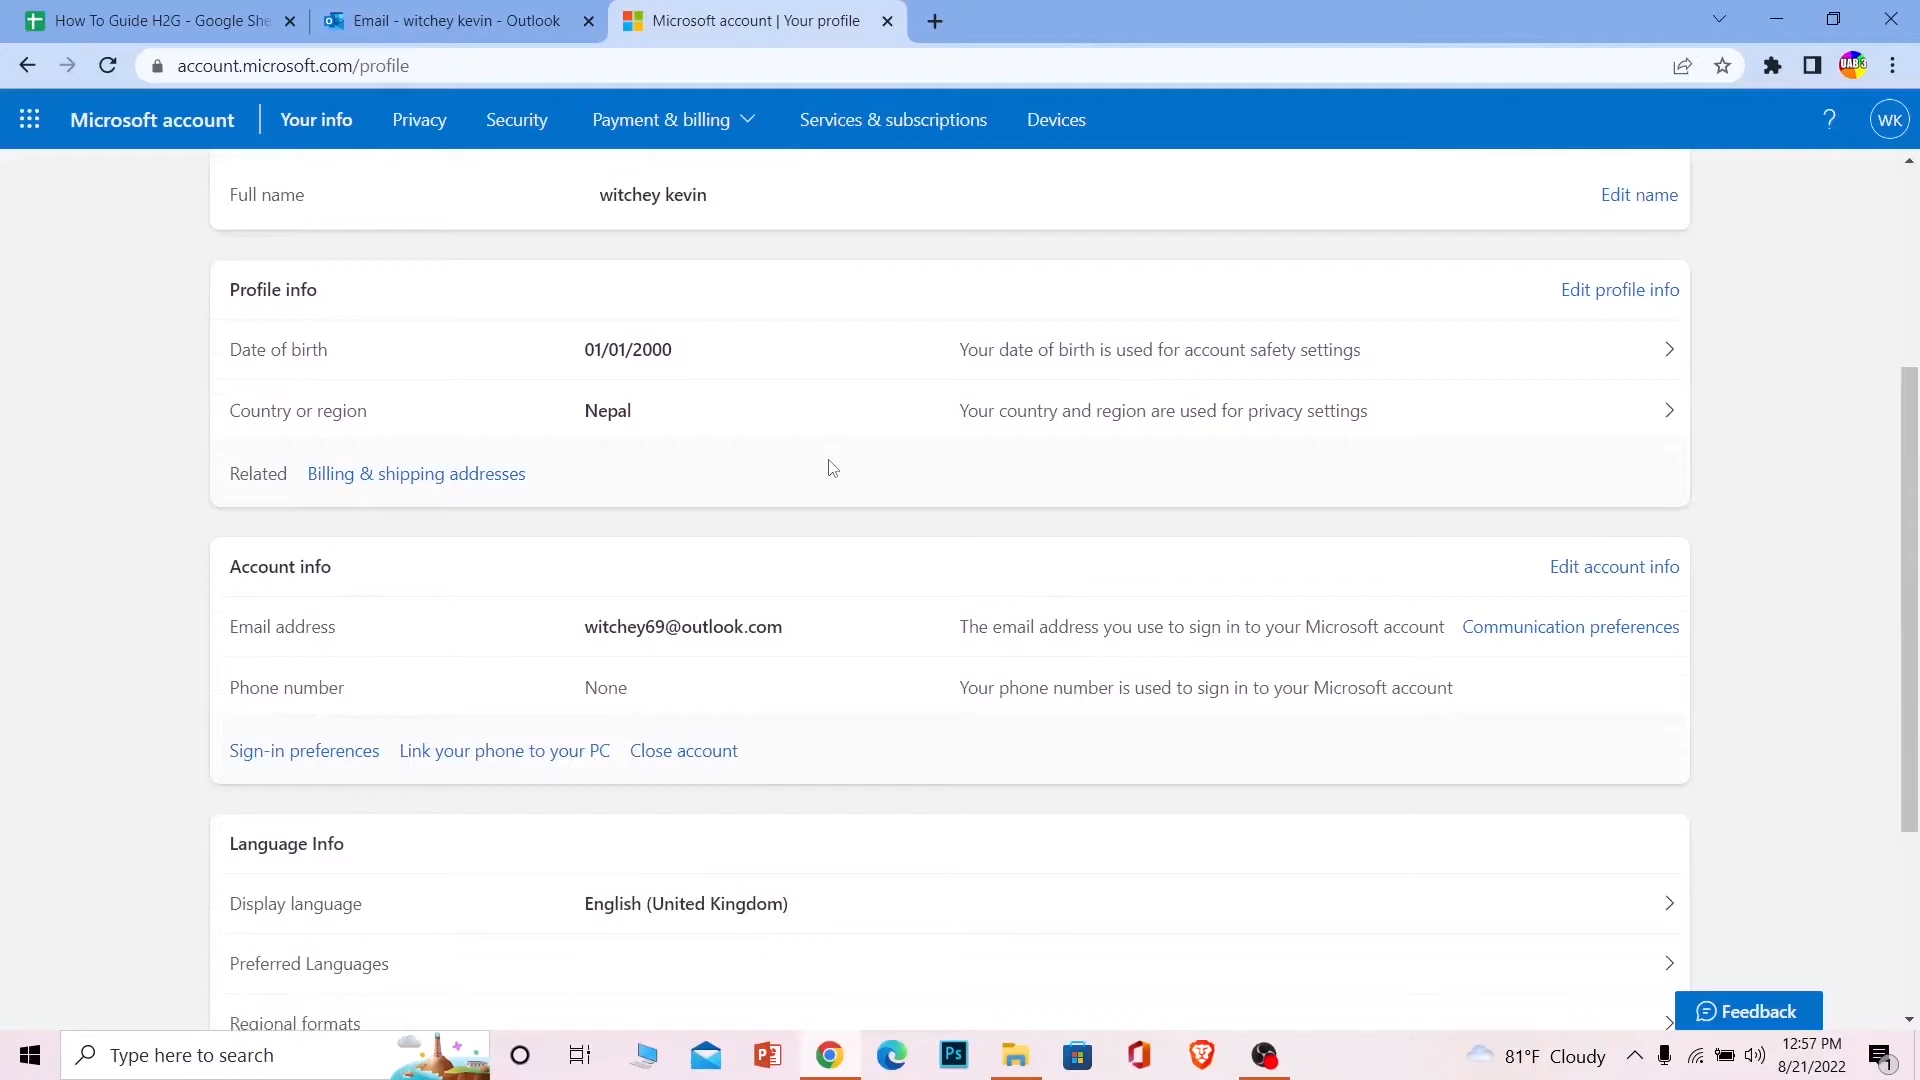 How To Guide H2G - Google She
Email - witchey kevin - Outlook
Microsoft account | Your profile
account.microsoft.com/profile
UAB 3
Microsoft account
Your info
Privacy
Security
Payment & billing
Services & subscriptions
Devices
?
WK
Full name
witchey kevin
Edit name
Profile info
Edit profile info
Date of birth
01/01/2000
Your date of birth is used for account safety settings
Country or region
Nepal
Your country and region are used for privacy settings
Related
Billing & shipping addresses
Account info
Edit account info
Email address
witchey69@outlook.com
The email address you use to sign in to your Microsoft account
Communication preferences
Phone number
None
Your phone number is used to sign in to your Microsoft account
Sign-in preferences
Link your phone to your PC
Close account
Language Info
Display language
English (United Kingdom)
Preferred Languages
Regional formats
Feedback
Type here to search
Ps
81°F Cloudy
12:57 PM
8/21/2022
1